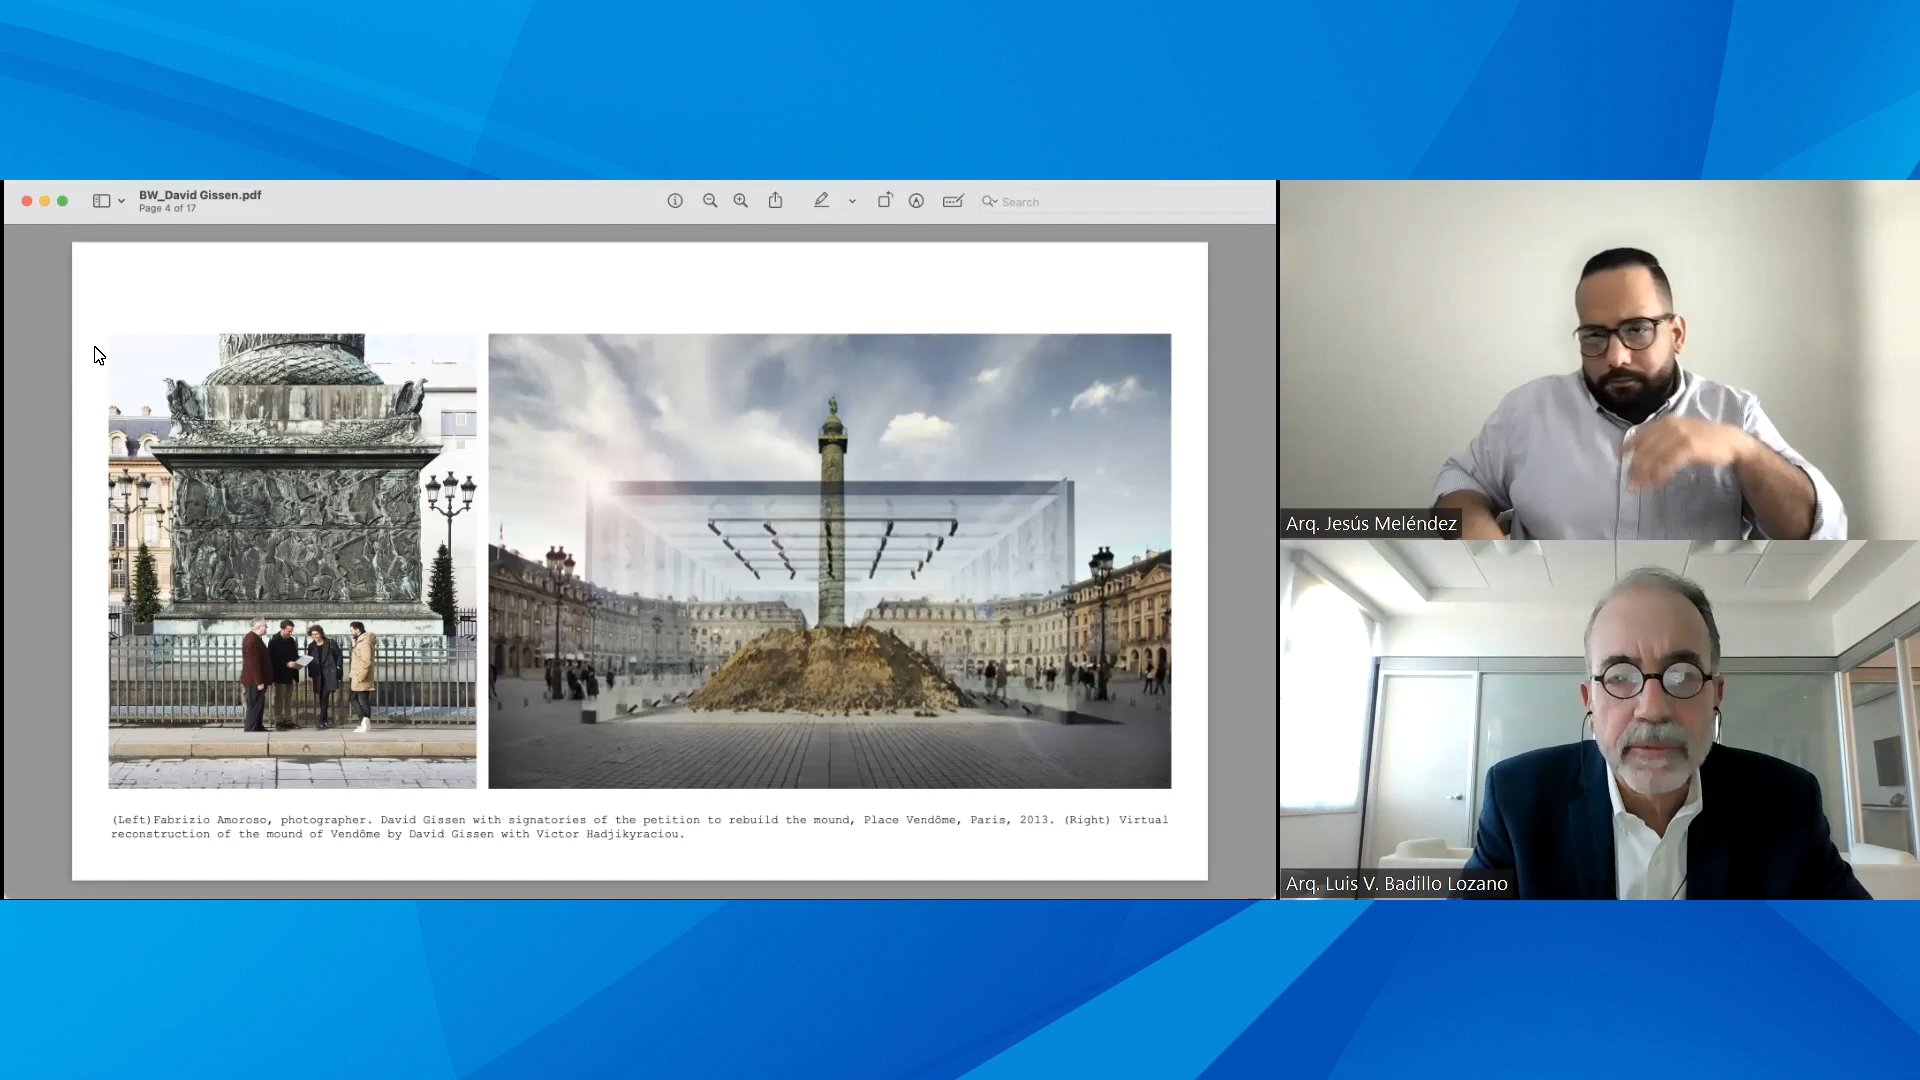 BW_David Gissen.pdf
Page 4 of 17
Search
(Left)Fabrizio Amoroso, photographer. David Gissen with signatories of the petition to rebuild the mound, Place Vendôme, Paris, 2013. (Right) Virtual
reconstruction of the mound of Vendôme by David Gissen with Victor Hadjikyraciou.
Arq. Jesús Meléndez
Arq. Luis V. Badillo Lozano